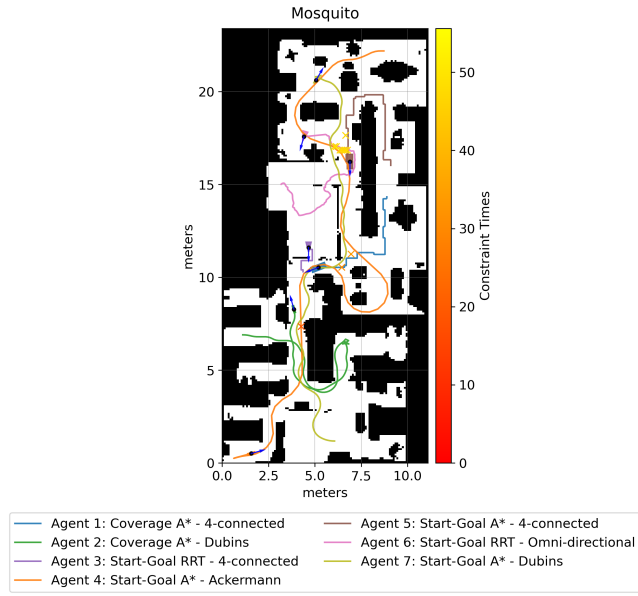 Mosquito
meters
20
15
10
5
0
0.0 2.5 5.0 7.5 10.0
meters
50
40
30
20
10
0
Constraint Times
Agent 1: Coverage A* - 4-connected
Agent 2: Coverage A* - Dubins
Agent 3: Start-Goal RRT - 4-connected
Agent 4: Start-Goal A* - Ackermann
Agent 5: Start-Goal A* - 4-connected
Agent 6: Start-Goal RRT - Omni-directional
Agent 7: Start-Goal A* - Dubins